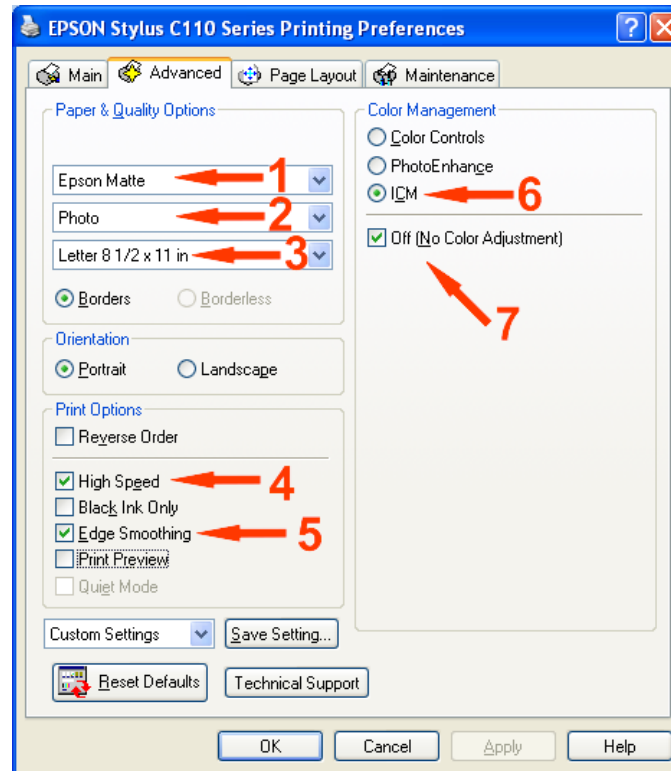 EPSON Stylus C110 Series Printing Preferences
Main
Advanced
Page Layout
Maintenance
Paper & Quality Options
Epson Matte
1
Photo
2
Letter 8 1/2 x 11 in
3
Borders
Borderless
Orientation
Portrait
Landscape
Print Options
Reverse Order
High Speed
4
Black Ink Only
Edge Smoothing
5
Print Preview
Quiet Mode
Custom Settings
Save Setting...
Reset Defaults
Technical Support
Color Management
Color Controls
PhotoEnhance
ICM
6
Off (No Color Adjustment)
7
OK
Cancel
Apply
Help